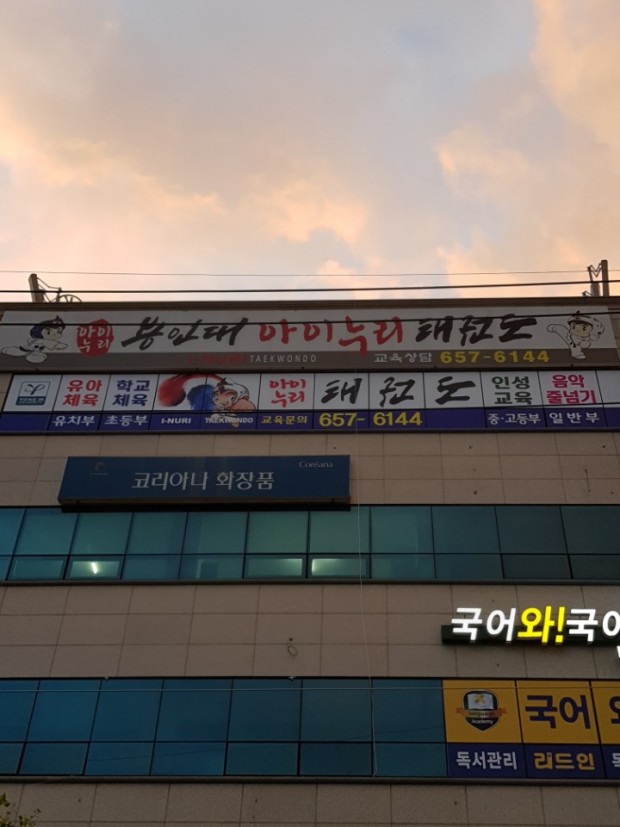 아이누리 용인대 아이누리 태권도
I-NURI TAEKWONDO 교육상담 657-6144
유아체육 학교체육 아이누리 태권도 인성교육 음악줄넘기
유치부 초등부 I-NURI TAEKWONDO 교육문의 657-6144 중·고등부 일반부
코리아나 화장품 Coreana
국어와!국어
Academy 국어 와
독서관리 리드인 독